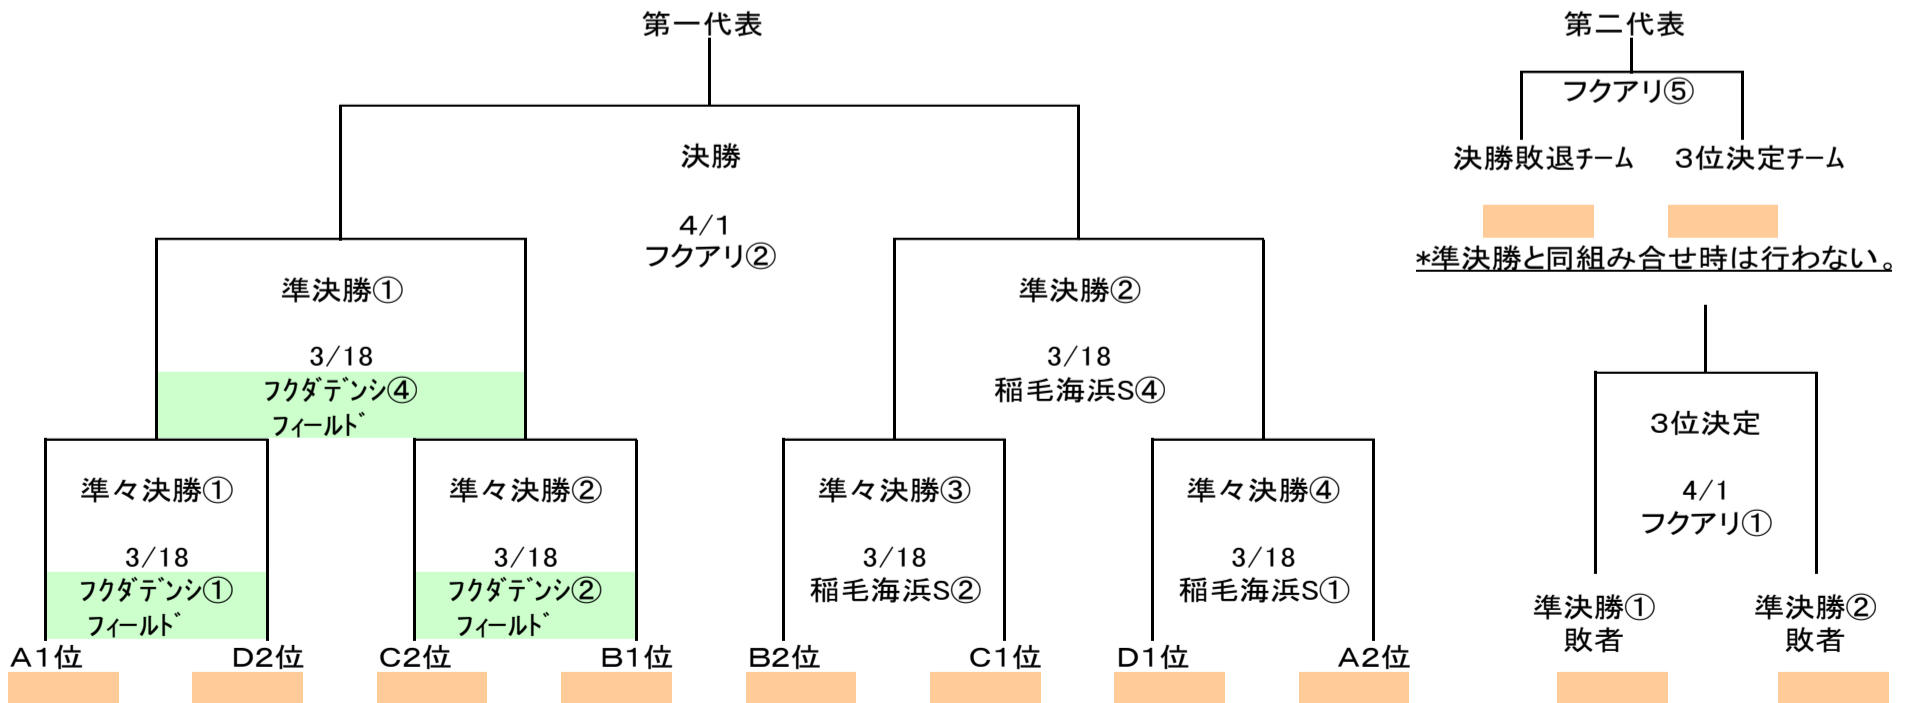 第一代表
決勝
4/1
フクアリ②
準決勝①
3/18
フクダデンシ④
フィールド
準決勝②
3/18
稲毛海浜S④
準々決勝①
3/18
フクダデンシ①
フィールド
準々決勝②
3/18
フクダデンシ②
フィールド
準々決勝③
3/18
稲毛海浜S②
準々決勝④
3/18
稲毛海浜S①
A1位
D2位
C2位
B1位
B2位
C1位
D1位
A2位
第二代表
フクアリ⑤
決勝敗退チーム
3位決定チーム
*準決勝と同組み合せ時は行わない。
3位決定
4/1
フクアリ①
準決勝①
敗者
準決勝②
敗者